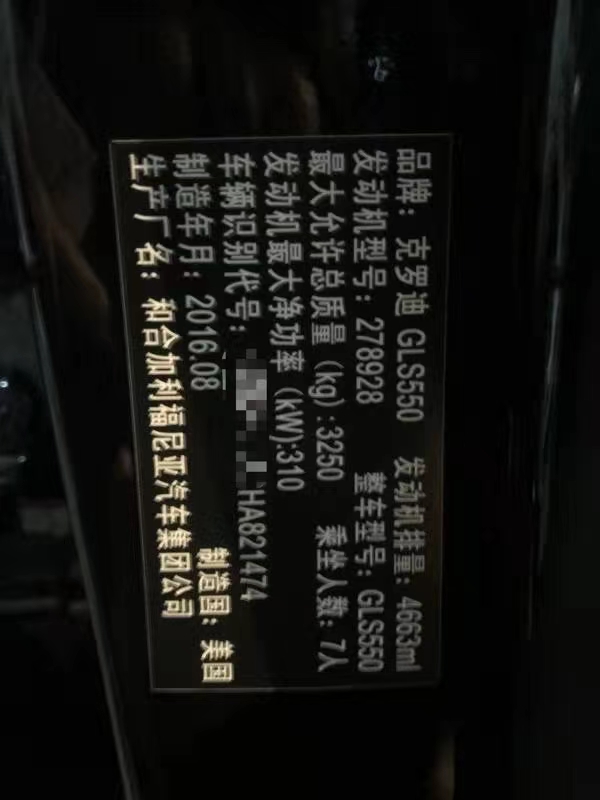 品牌：克罗迪 GLS550 发动机排量：4663ml
发动机型号：278928 整车型号：GLS550
最大允许总质量（kg）:3250 乘坐人数：7人
发动机最大净功率（kW):310
车辆识别代号： HA821474
制造年月：2016.08 制造国：美国
生产厂名：和合加利福尼亚汽车集团公司